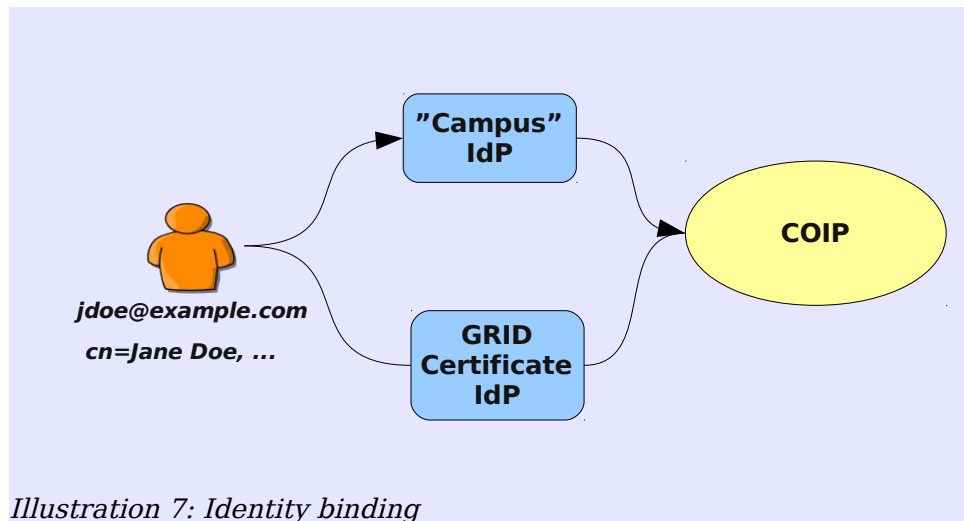 ”Campus”
IdP
COIP
jdoe@example.com
cn=Jane Doe, ...
GRID
Certificate
IdP
Illustration 7: Identity binding